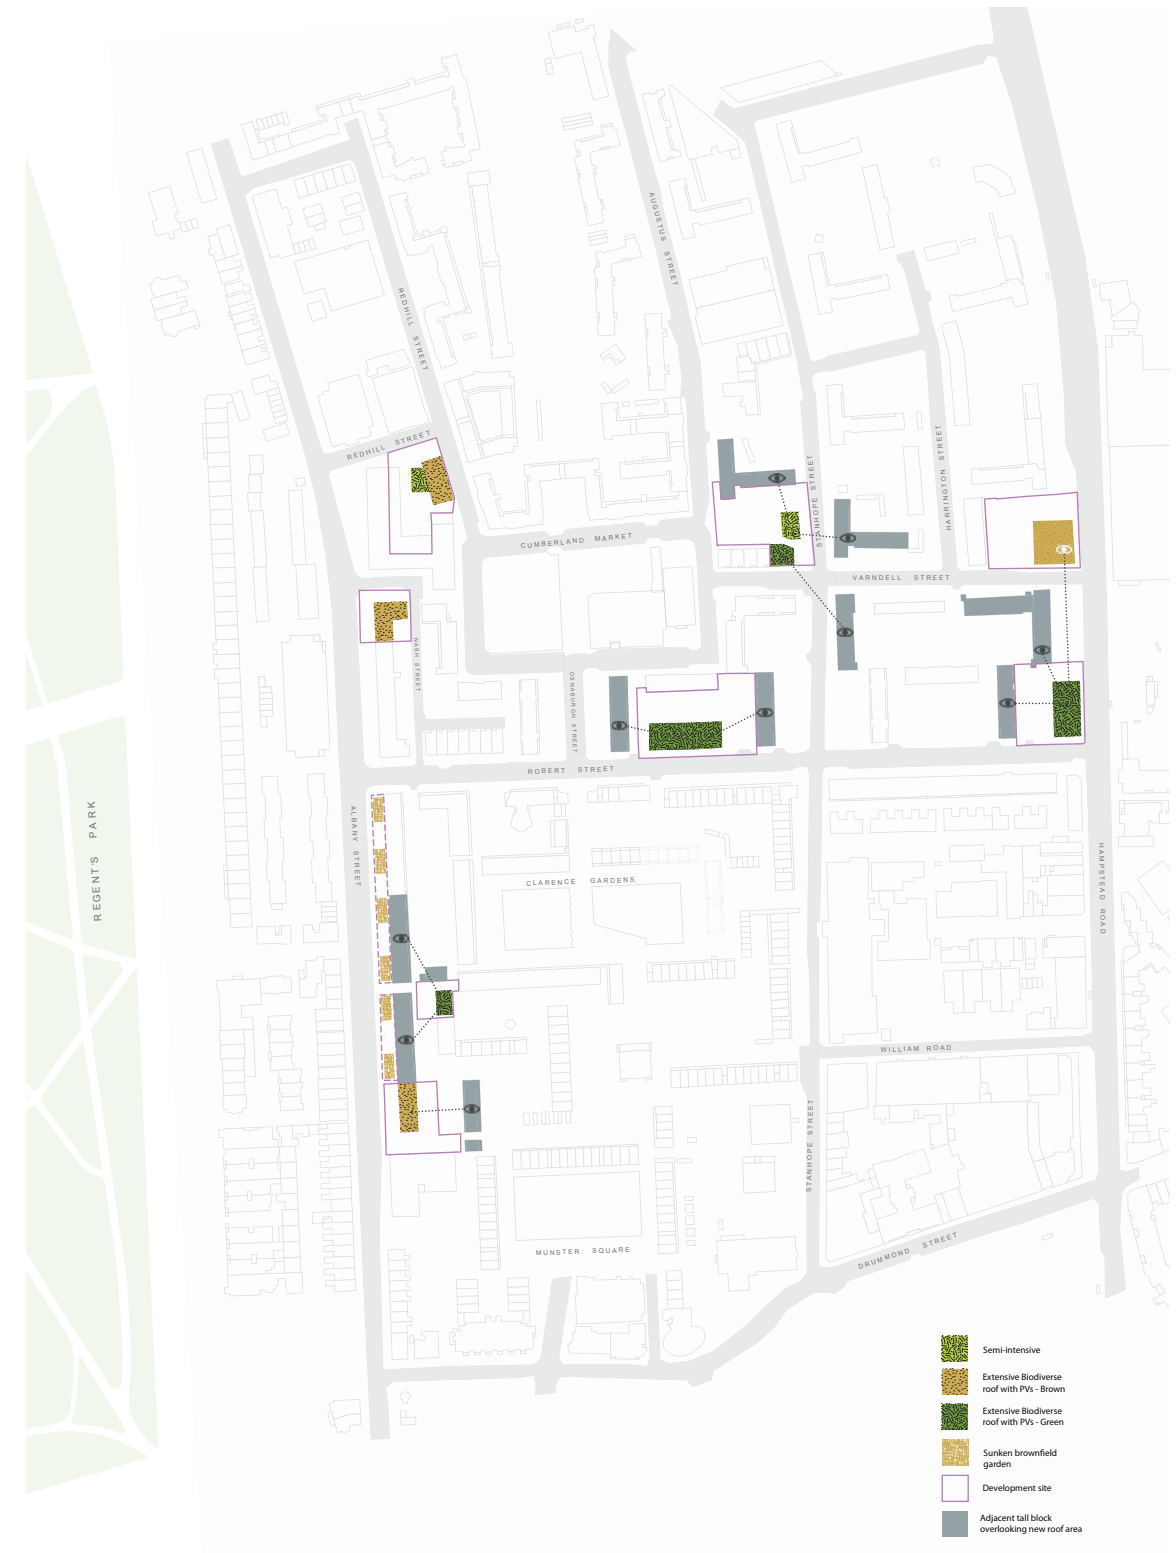 AUGUSTUS STREET
REDHILL STREET
REDHILL STREET
STANHOPE STREET
HARRINGTON STREET
CUMBERLAND MARKET
VARNDELL STREET
NASH STREET
OSNABURGH STREET
ROBERT STREET
REGENT'S PARK
ALBANY STREET
CLARENCE GARDENS
HAMPSTEAD ROAD
WILLIAM ROAD
STANHOPE STREET
MUNSTER SQUARE
DRUMMOND STREET
Semi-intensive
Extensive Biodiverse
roof with PVs - Brown
Extensive Biodiverse
roof with PVs - Green
Sunken brownfield
garden
Development site
Adjacent tall block
overlooking new roof area